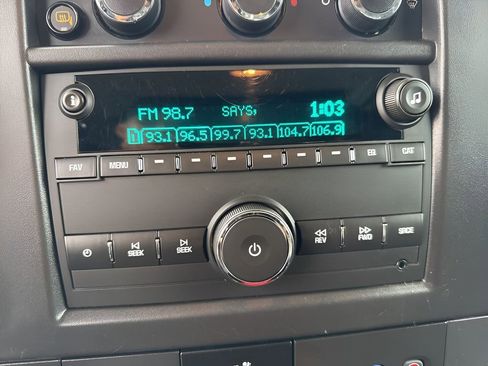 FM 98.7 SAYS, 1:03
1 93.1 96.5 99.7 93.1 104.7 106.9
FAV MENU EQ CAT
SEEK SEEK REV FWD SRCE